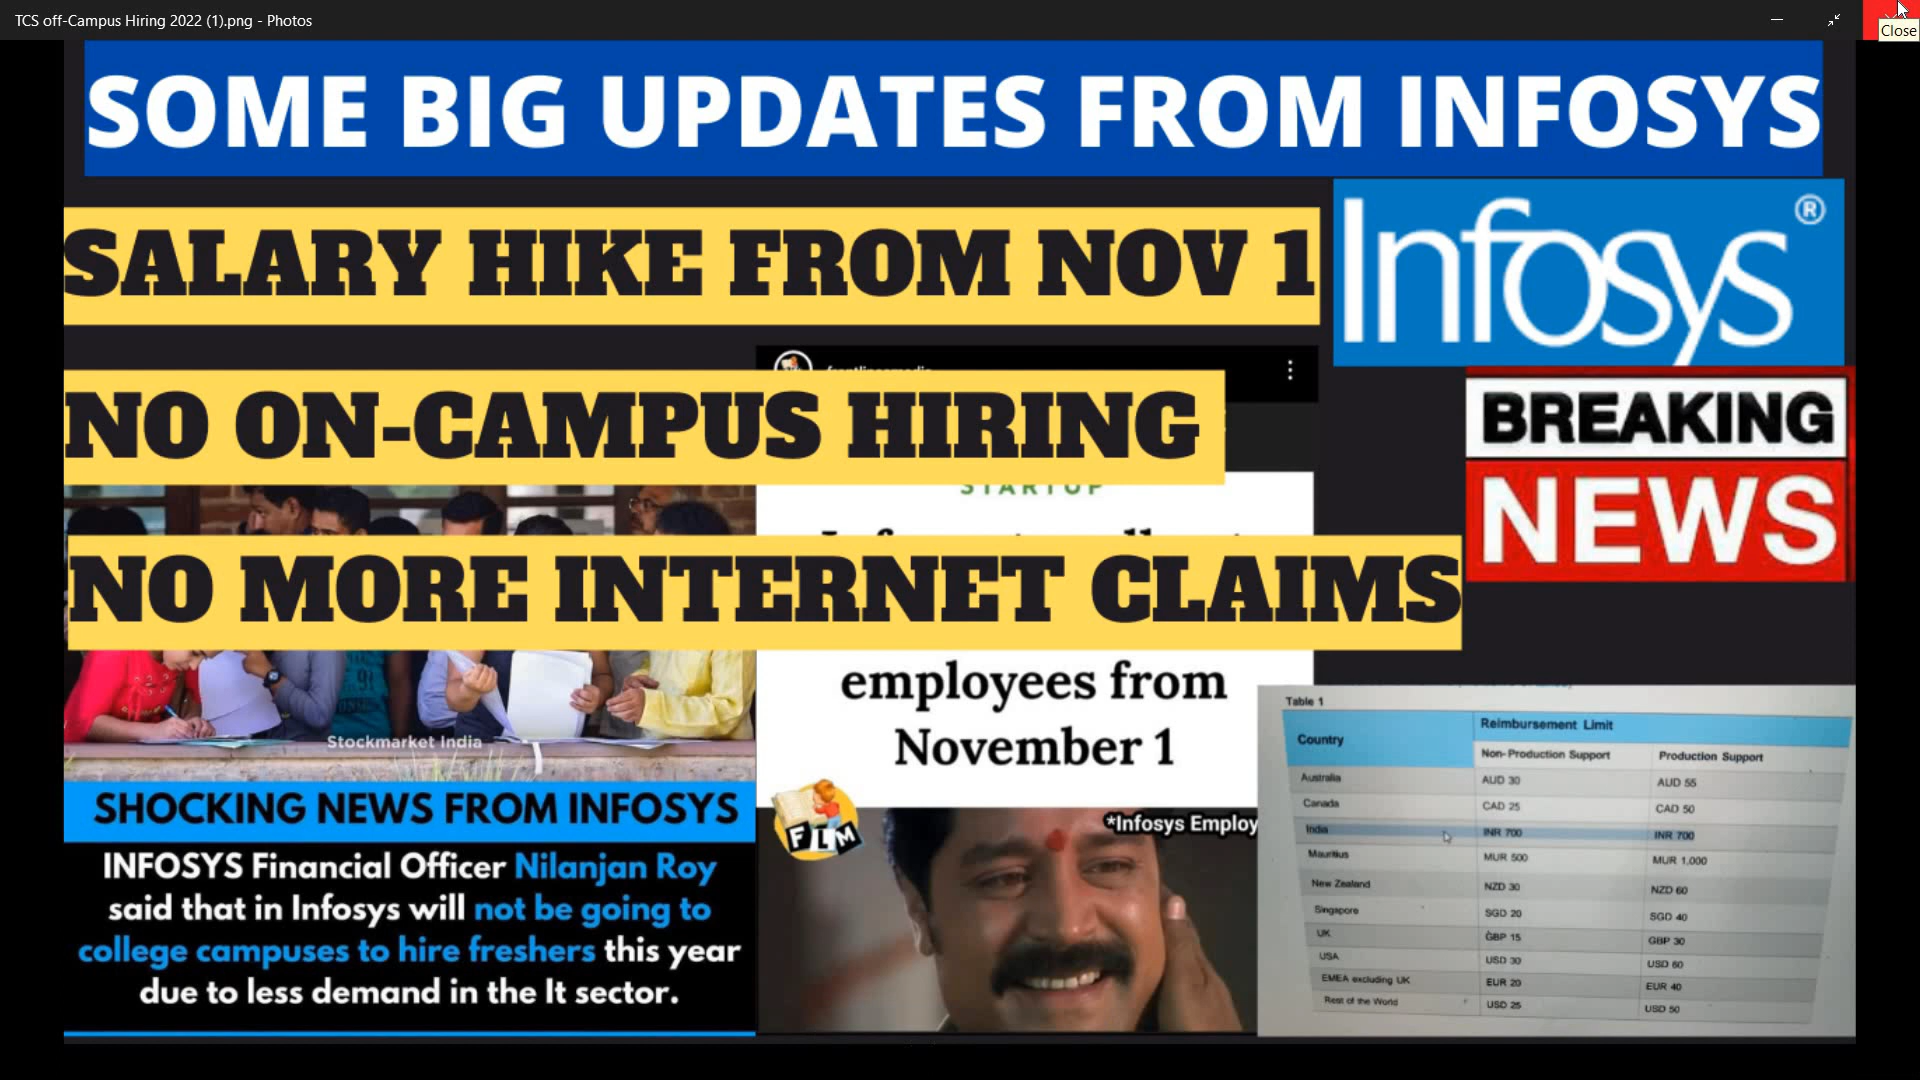 TCS off-Campus Hiring 2022 (1).png - Photos
Close
SOME BIG UPDATES FROM INFOSYS
SALARY HIKE FROM NOV 1
Infosys®
NO ON-CAMPUS HIRING
BREAKING
NEWS
STARTUP
NO MORE INTERNET CLAIMS
employees from
November 1
Stockmarket India
SHOCKING NEWS FROM INFOSYS
INFOSYS Financial Officer Nilanjan Roy
said that in Infosys will not be going to
college campuses to hire freshers this year
due to less demand in the It sector.
FLM
*Infosys Employ
Table 1
Country Reimbursement Limit
Non-Production Support Production Support
Australia AUD 30 AUD 55
Canada CAD 25 CAD 50
India INR 700 INR 700
Mauritius MUR 500 MUR 1,000
New Zealand NZD 30 NZD 60
Singapore SGD 20 SGD 40
UK GBP 15 GBP 30
USA USD 30 USD 60
EMEA excluding UK EUR 20 EUR 40
Rest of the World USD 25 USD 50